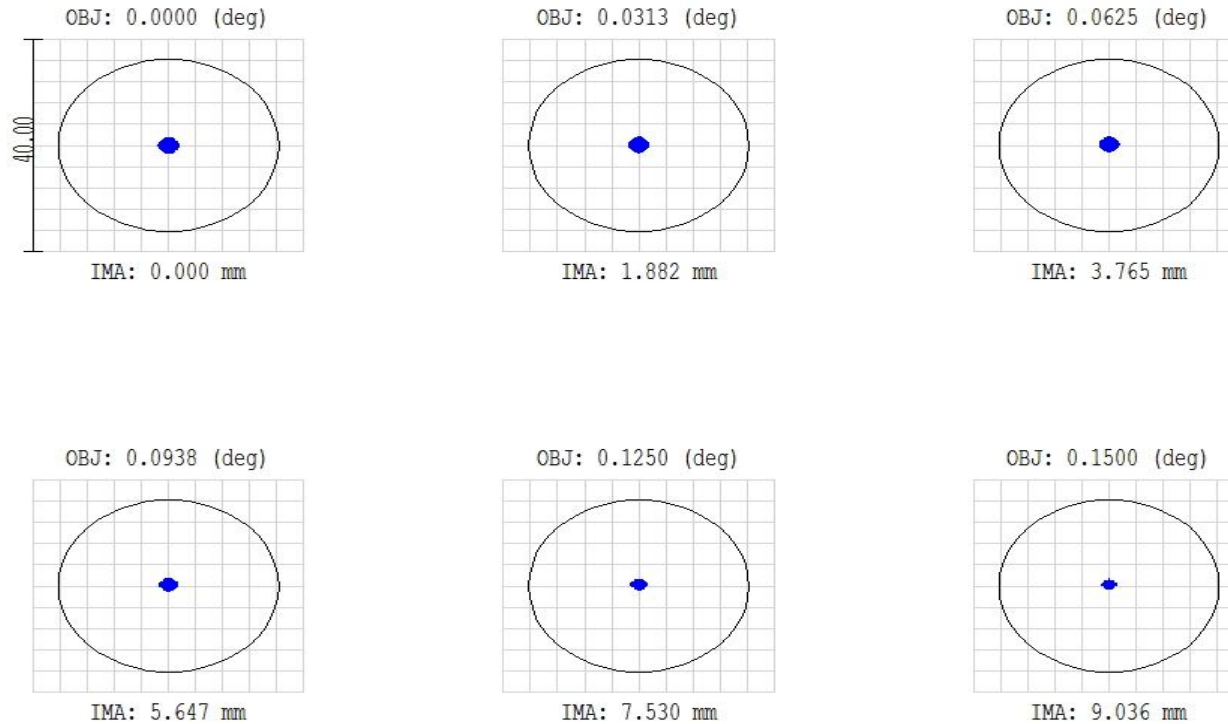 OBJ: 0.0000 (deg)
OBJ: 0.0313 (deg)
OBJ: 0.0625 (deg)
40.00
IMA: 0.000 mm
IMA: 1.882 mm
IMA: 3.765 mm
OBJ: 0.0938 (deg)
OBJ: 0.1250 (deg)
OBJ: 0.1500 (deg)
IMA: 5.647 mm
IMA: 7.530 mm
IMA: 9.036 mm